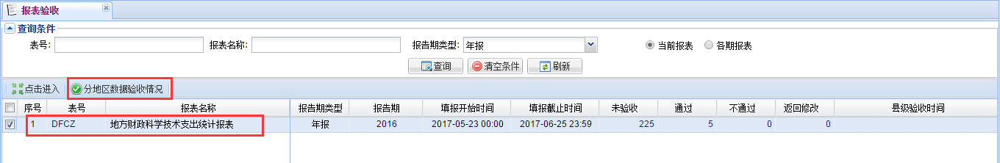 报表验收
查询条件
表号: 报表名称: 报告期类型: 年报 当前报表 各期报表
查询 清空条件 刷新
点击进入 分地区数据验收情况
序号 表号 报表名称 报告期类型 报告期 填报开始时间 填报截止时间 未验收 通过 不通过 返回修改 县级验收时间
1 DFCZ 地方财政科学技术支出统计报表 年报 2016 2017-05-23 00:00 2017-06-25 23:59 225 5 0 0